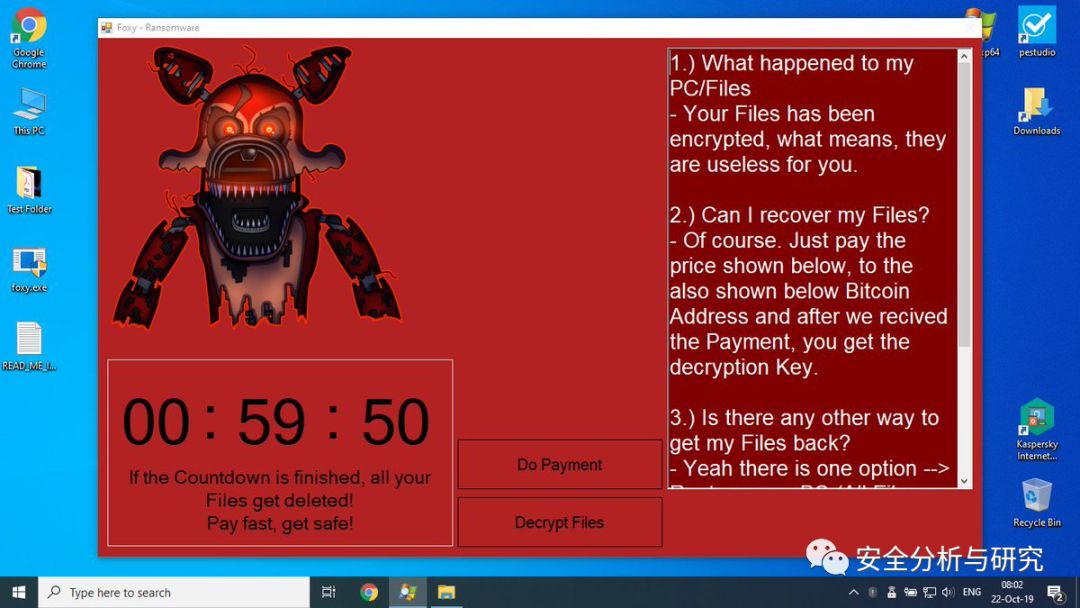 Foxy - Ransomware
Google
Chrome
This PC
Test Folder
foxy.exe
READ_ME_I...
xp64
pestudio
Downloads
Kaspersky
Internet...
Recycle Bin
1.) What happened to my
PC/Files
- Your Files has been
encrypted, what means, they
are useless for you.
2.) Can I recover my Files?
- Of course. Just pay the
price shown below, to the
also shown below Bitcoin
Address and after we recived
the Payment, you get the
decryption Key.
3.) Is there any other way to
get my Files back?
- Yeah there is one option -->
00 : 59 : 50
If the Countdown is finished, all your
Files get deleted!
Pay fast, get safe!
Do Payment
Decrypt Files
安全分析与研究
Type here to search
ENG
08:02
22-Oct-19
2